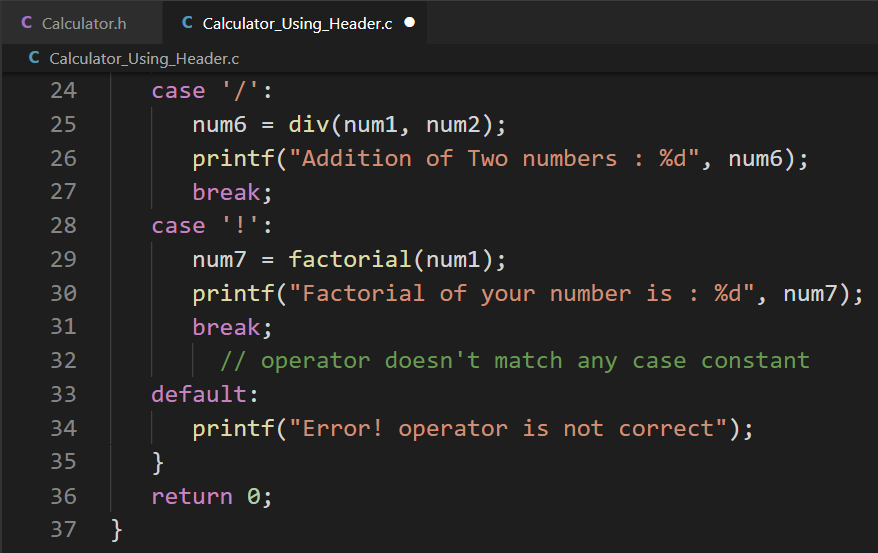 C Calculator.h C Calculator_Using_Header.c ●
C Calculator_Using_Header.c
24 case '/':
25 num6 = div(num1, num2);
26 printf("Addition of Two numbers : %d", num6);
27 break;
28 case '!':
29 num7 = factorial(num1);
30 printf("Factorial of your number is : %d", num7);
31 break;
32 // operator doesn't match any case constant
33 default:
34 printf("Error! operator is not correct");
35 }
36 return 0;
37 }